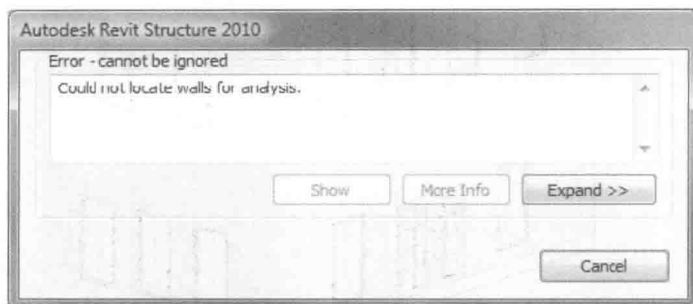 Autodesk Revit Structure 2010
Error - cannot be ignored
Could not locate walls for analysis.
Show More Info Expand >>
Cancel